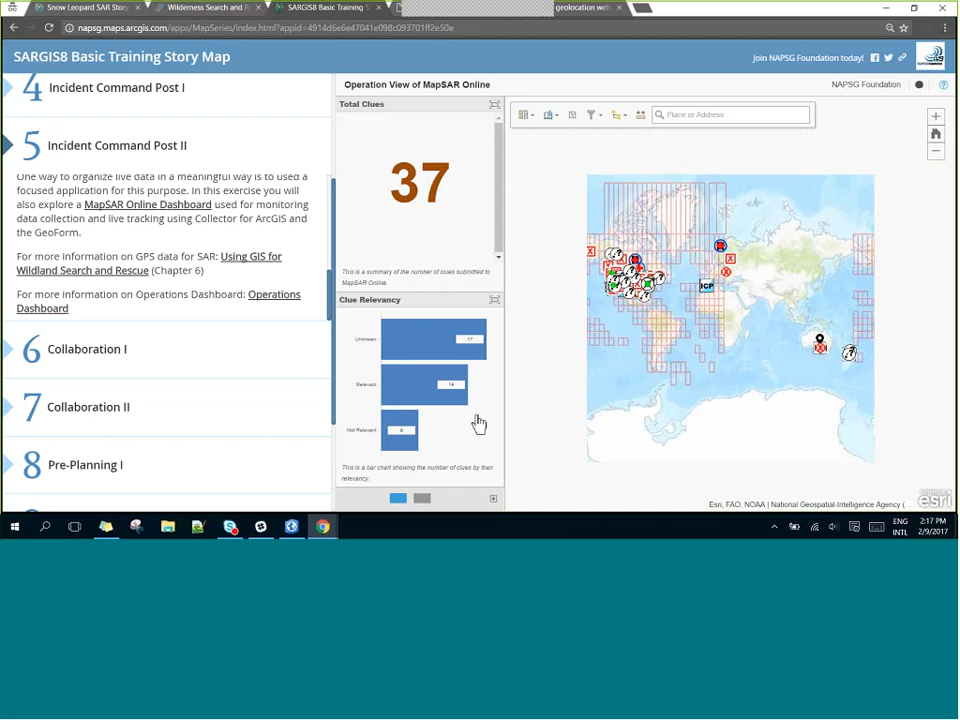 Snow Leopard SAR Stor
Wilderness Search and R
SARGIS8 Basic Training S
geolocation web
napsg.maps.arcgis.com/apps/MapSeries/index.html?appid=4914d6e6e47041e098c093701ff2e50e
SARGIS8 Basic Training Story Map
Join NAPSG Foundation today!
4 Incident Command Post I
5 Incident Command Post II
One way to organize live data in a meaningful way is to used a
focused application for this purpose. In this exercise you will
also explore a MapSAR Online Dashboard used for monitoring
data collection and live tracking using Collector for ArcGIS and
the GeoForm.
For more information on GPS data for SAR: Using GIS for
Wildland Search and Rescue (Chapter 6)
For more information on Operations Dashboard: Operations
Dashboard
6 Collaboration I
7 Collaboration II
8 Pre-Planning I
Operation View of MapSAR Online
NAPSG Foundation
Total Clues
37
This is a summary of the number of clues submitted to
MapSAR Online.
Clue Relevancy
Unknown 17
Relevant 14
Not Relevant 6
This is a bar chart showing the number of clues by their
relevancy.
Place or Address
ICP
Esri, FAO, NOAA | National Geospatial-Intelligence Agency (...
esri
ENG
INTL
2:17 PM
2/9/2017